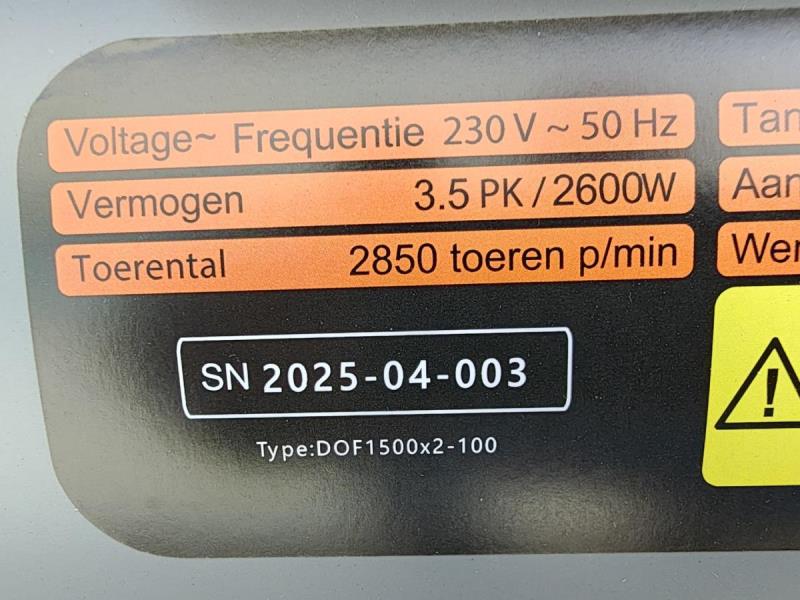 Voltage~ Frequentie 230 V ~ 50 Hz
Vermogen 3.5 PK / 2600W
Toerental 2850 toeren p/min
SN 2025-04-003
Type:DOF1500x2-100